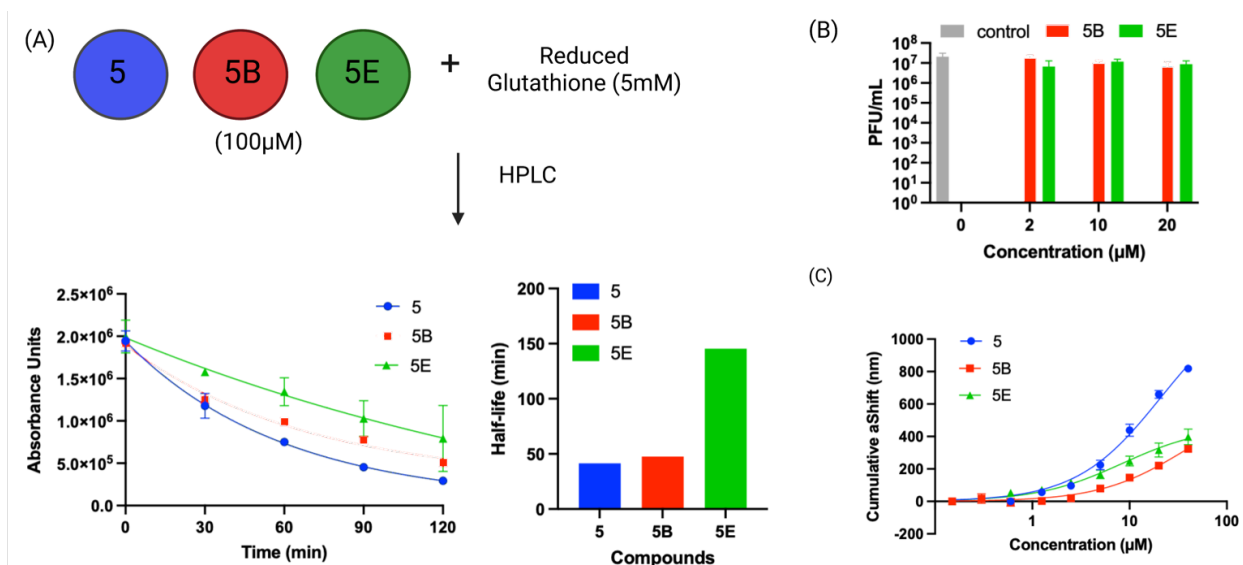 (A)
5
5B
5E
+
Reduced
Glutathione (5mM)
(100µM)
HPLC
2.5×10⁶
2.0×10⁶
1.5×10⁶
1.0×10⁶
5.0×10⁵
0.0
Absorbance Units
0
30
60
90
120
Time (min)
5
5B
5E
200
150
100
50
0
Half-life (min)
5
5B
5E
5
5B
5E
Compounds
(B)
control
5B
5E
10⁸
10⁷
10⁶
10⁵
10⁴
10³
10²
10¹
10⁰
PFU/mL
0
2
10
20
Concentration (µM)
(C)
1000
800
600
400
200
0
-200
Cumulative aShift (nm)
5
5B
5E
1
10
100
Concentration (µM)